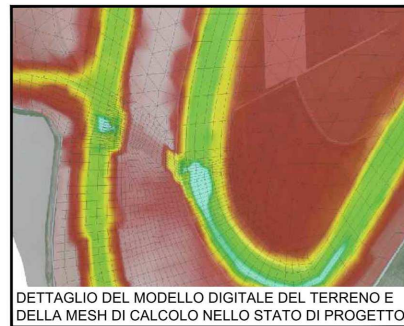 DETTAGLIO DEL MODELLO DIGITALE DEL TERRENO E
DELLA MESH DI CALCOLO NELLO STATO DI PROGETTO